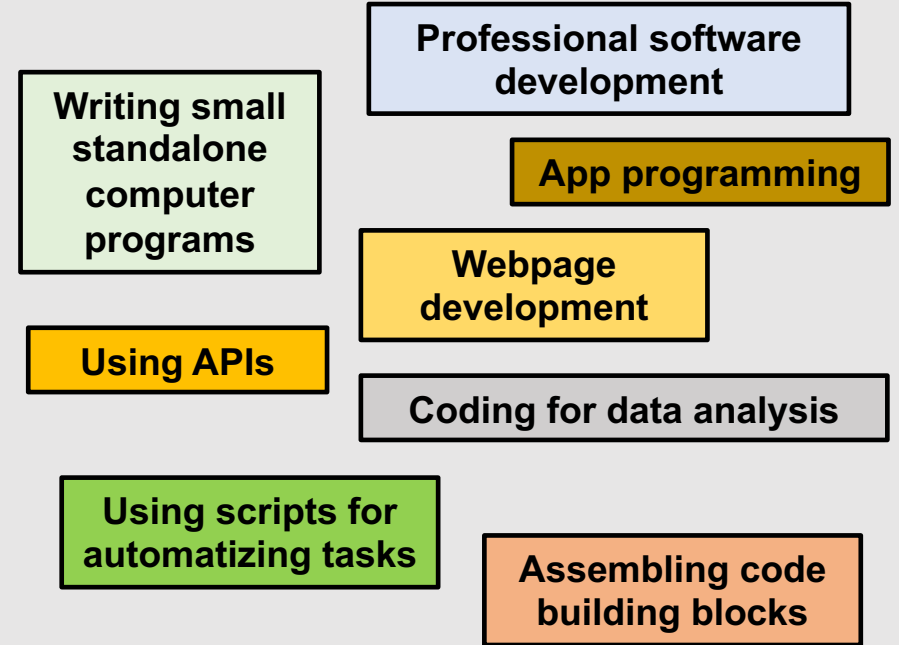 Professional software
development
Writing small
standalone
computer
programs
App programming
Webpage
development
Using APIs
Coding for data analysis
Using scripts for
automatizing tasks
Assembling code
building blocks